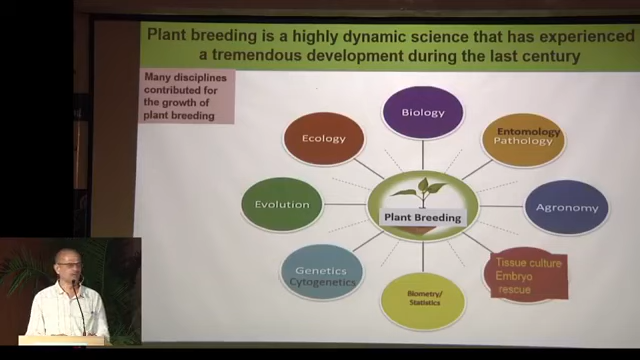 Plant breeding is a highly dynamic science that has experienced
a tremendous development during the last century
Many disciplines
contributed for
the growth of
plant breeding
Biology
Ecology
Entomology
Pathology
Evolution
Plant Breeding
Agronomy
Genetics
Cytogenetics
Biometry/
Statistics
Tissue culture
Embryo
rescue